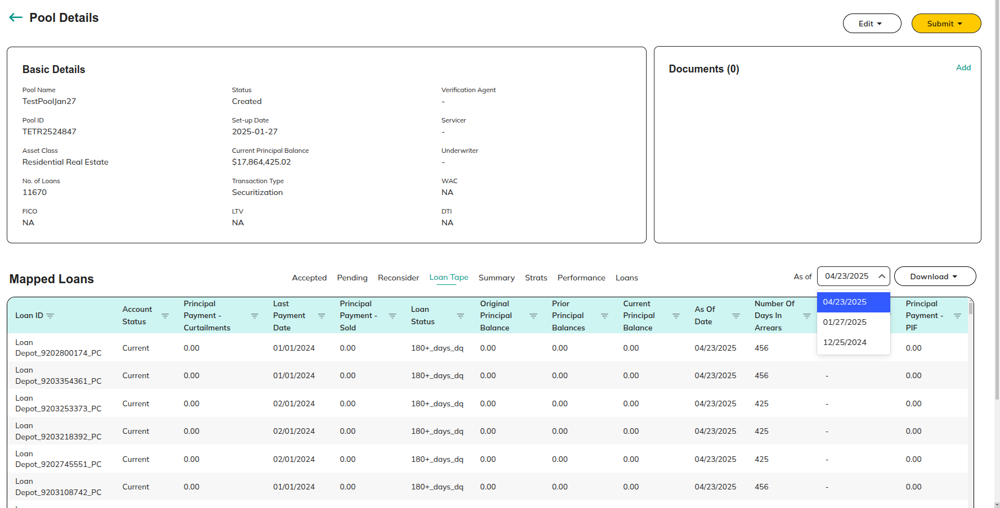 Pool Details
Edit
Submit
Basic Details
Pool Name
TestPoolJan27
Status
Created
Verification Agent
-
Pool ID
TETR2524847
Set-up Date
2025-01-27
Servicer
-
Asset Class
Residential Real Estate
Current Principal Balance
$17,864,425.02
Underwriter
-
No. of Loans
11670
Transaction Type
Securitization
WAC
NA
FICO
NA
LTV
NA
DTI
NA
Documents (0)
Add
Mapped Loans
Accepted Pending Reconsider Loan Tape Summary Strats Performance Loans
As of 04/23/2025
Download
04/23/2025
01/27/2025
12/25/2024
Loan ID
Account
Status
Principal
Payment -
Curtailments
Last
Payment
Date
Principal
Payment -
Sold
Loan
Status
Original
Principal
Balance
Prior
Principal
Balances
Current
Principal
Balance
As Of
Date
Number Of
Days In
Arrears
Principal
Payment -
PIF
Loan
Depot_9202800174_PC Current 0.00 01/01/2024 0.00 180+_days_dq 0.00 0.00 0.00 04/23/2025 456 0.00
Loan
Depot_9203354361_PC Current 0.00 01/01/2024 0.00 180+_days_dq 0.00 0.00 0.00 04/23/2025 456 - 0.00
Loan
Depot_9203253373_PC Current 0.00 02/01/2024 0.00 180+_days_dq 0.00 0.00 0.00 04/23/2025 425 - 0.00
Loan
Depot_9203218392_PC Current 0.00 02/01/2024 0.00 180+_days_dq 0.00 0.00 0.00 04/23/2025 425 - 0.00
Loan
Depot_9202745551_PC Current 0.00 02/01/2024 0.00 180+_days_dq 0.00 0.00 0.00 04/23/2025 425 - 0.00
Loan
Depot_9203108742_PC Current 0.00 01/01/2024 0.00 180+_days_dq 0.00 0.00 0.00 04/23/2025 456 - 0.00